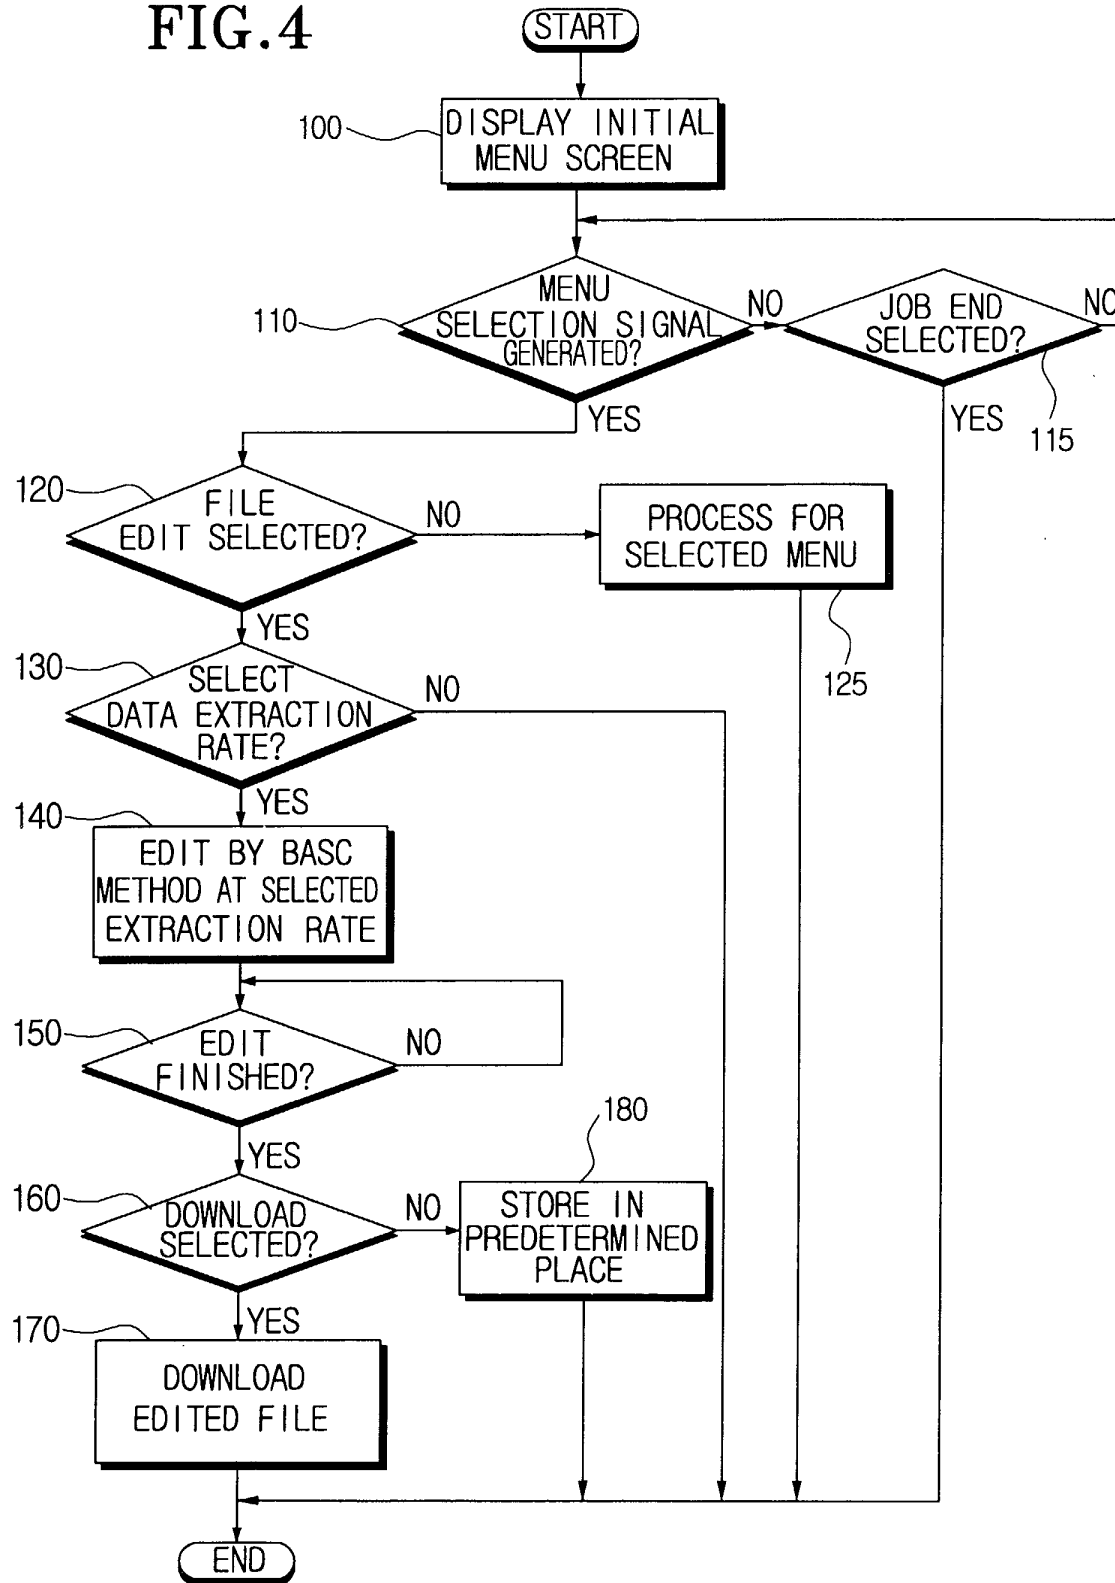 FIG.4
START
100
DISPLAY INITIAL
MENU SCREEN
110
MENU
SELECTION SIGNAL
GENERATED?
NO
YES
JOB END
SELECTED?
NO
YES
115
120
FILE
EDIT SELECTED?
NO
YES
PROCESS FOR
SELECTED MENU
125
130
SELECT
DATA EXTRACTION
RATE?
NO
YES
140
EDIT BY BASC
METHOD AT SELECTED
EXTRACTION RATE
150
EDIT
FINISHED?
NO
YES
160
DOWNLOAD
SELECTED?
NO
YES
180
STORE IN
PREDETERMINED
PLACE
170
DOWNLOAD
EDITED FILE
END